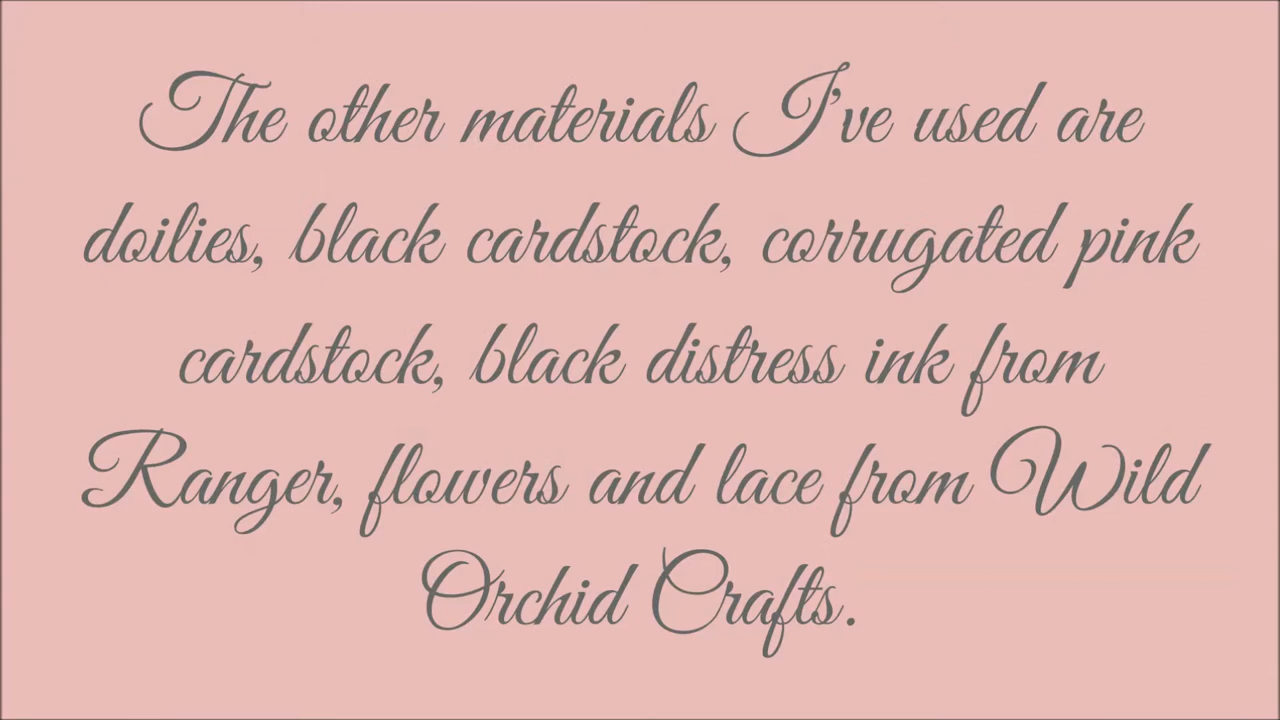 The other materials I've used are
doilies, black cardstock, corrugated pink
cardstock, black distress ink from
Ranger, flowers and lace from Wild
Orchid Crafts.